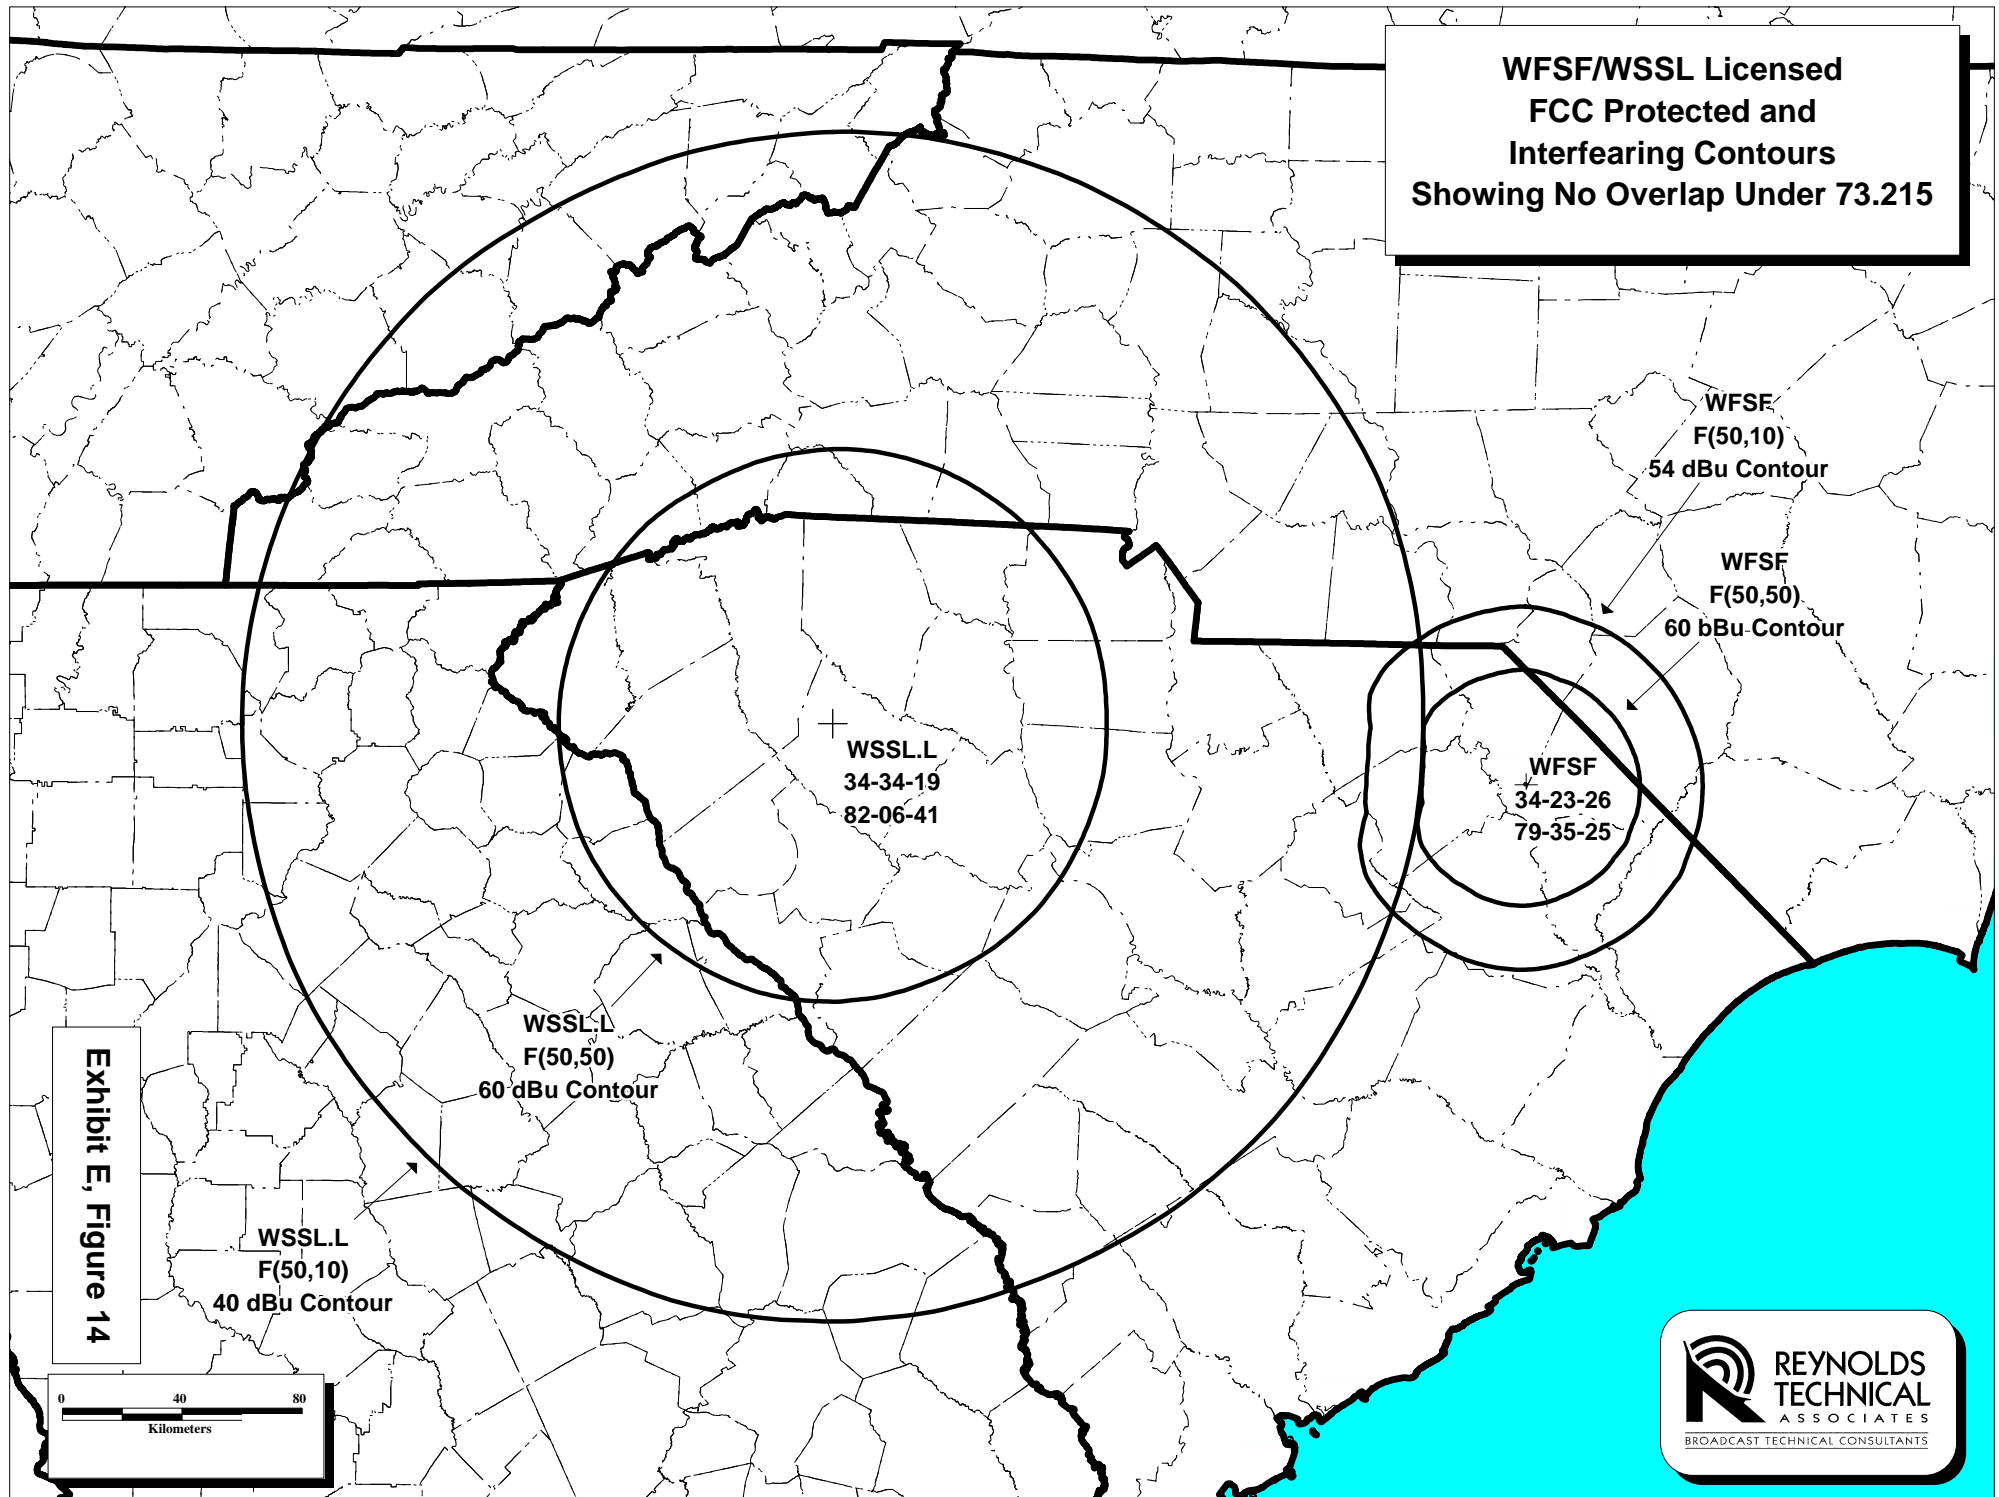 WFSF/WSSL Licensed
FCC Protected and
Interfearing Contours
Showing No Overlap Under 73.215
WFSF
F(50,10)
54 dBu Contour
WFSF
F(50,50)
60 bBu Contour
WSSL.L
34-34-19
82-06-41
WFSF
34-23-26
79-35-25
WSSL.L
F(50,50)
60 dBu Contour
WSSL.L
F(50,10)
40 dBu Contour
Exhibit E, Figure 14
0 40 80
Kilometers
REYNOLDS
TECHNICAL
ASSOCIATES
BROADCAST TECHNICAL CONSULTANTS